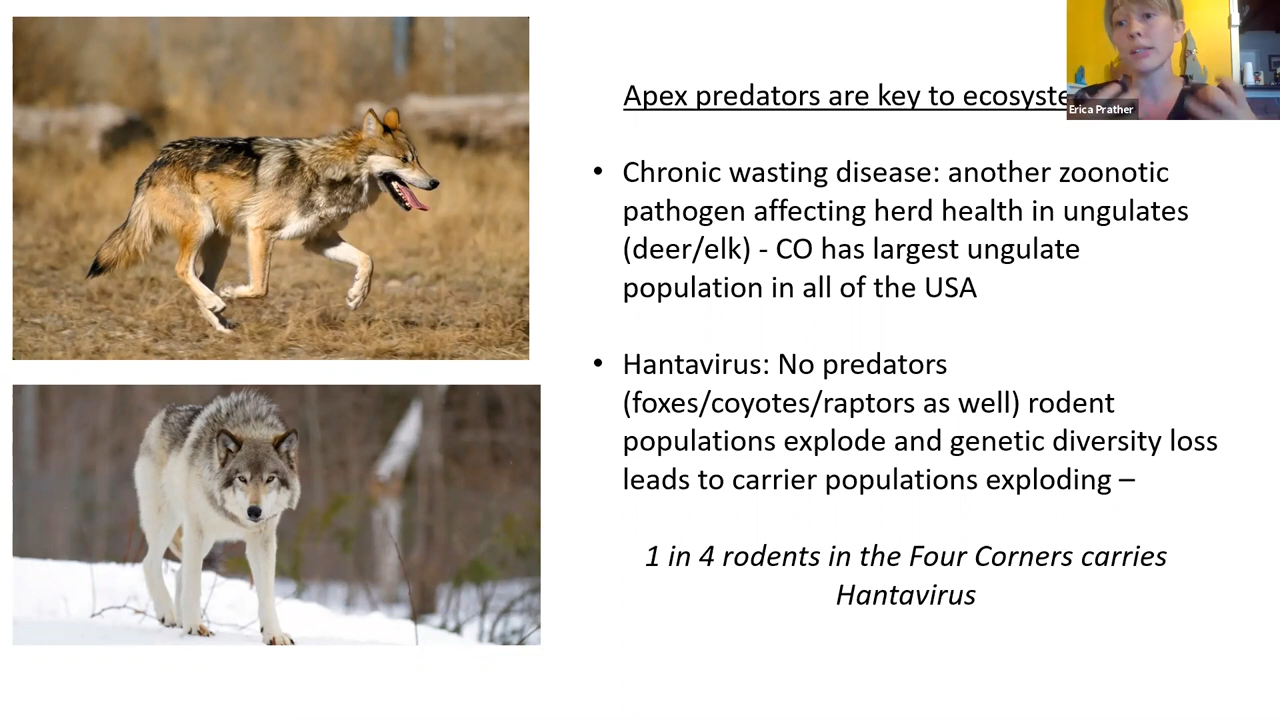 Apex predators are key to
Erica Prather
• Chronic wasting disease: another zoonotic
pathogen affecting herd health in ungulates
(deer/elk) - CO has largest ungulate
population in all of the USA
• Hantavirus: No predators
(foxes/coyotes/raptors as well) rodent
populations explode and genetic diversity loss
leads to carrier populations exploding –
1 in 4 rodents in the Four Corners carries
Hantavirus